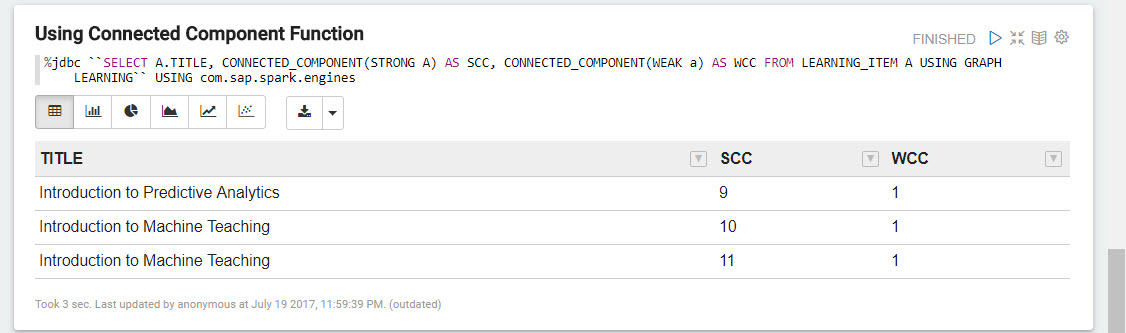 Using Connected Component Function
FINISHED
%jdbc ``SELECT A.TITLE, CONNECTED_COMPONENT(STRONG A) AS SCC, CONNECTED_COMPONENT(WEAK a) AS WCC FROM LEARNING_ITEM A USING GRAPH
LEARNING`` USING com.sap.spark.engines
TITLE SCC WCC
Introduction to Predictive Analytics 9 1
Introduction to Machine Teaching 10 1
Introduction to Machine Teaching 11 1
Took 3 sec. Last updated by anonymous at July 19 2017, 11:59:39 PM. (outdated)